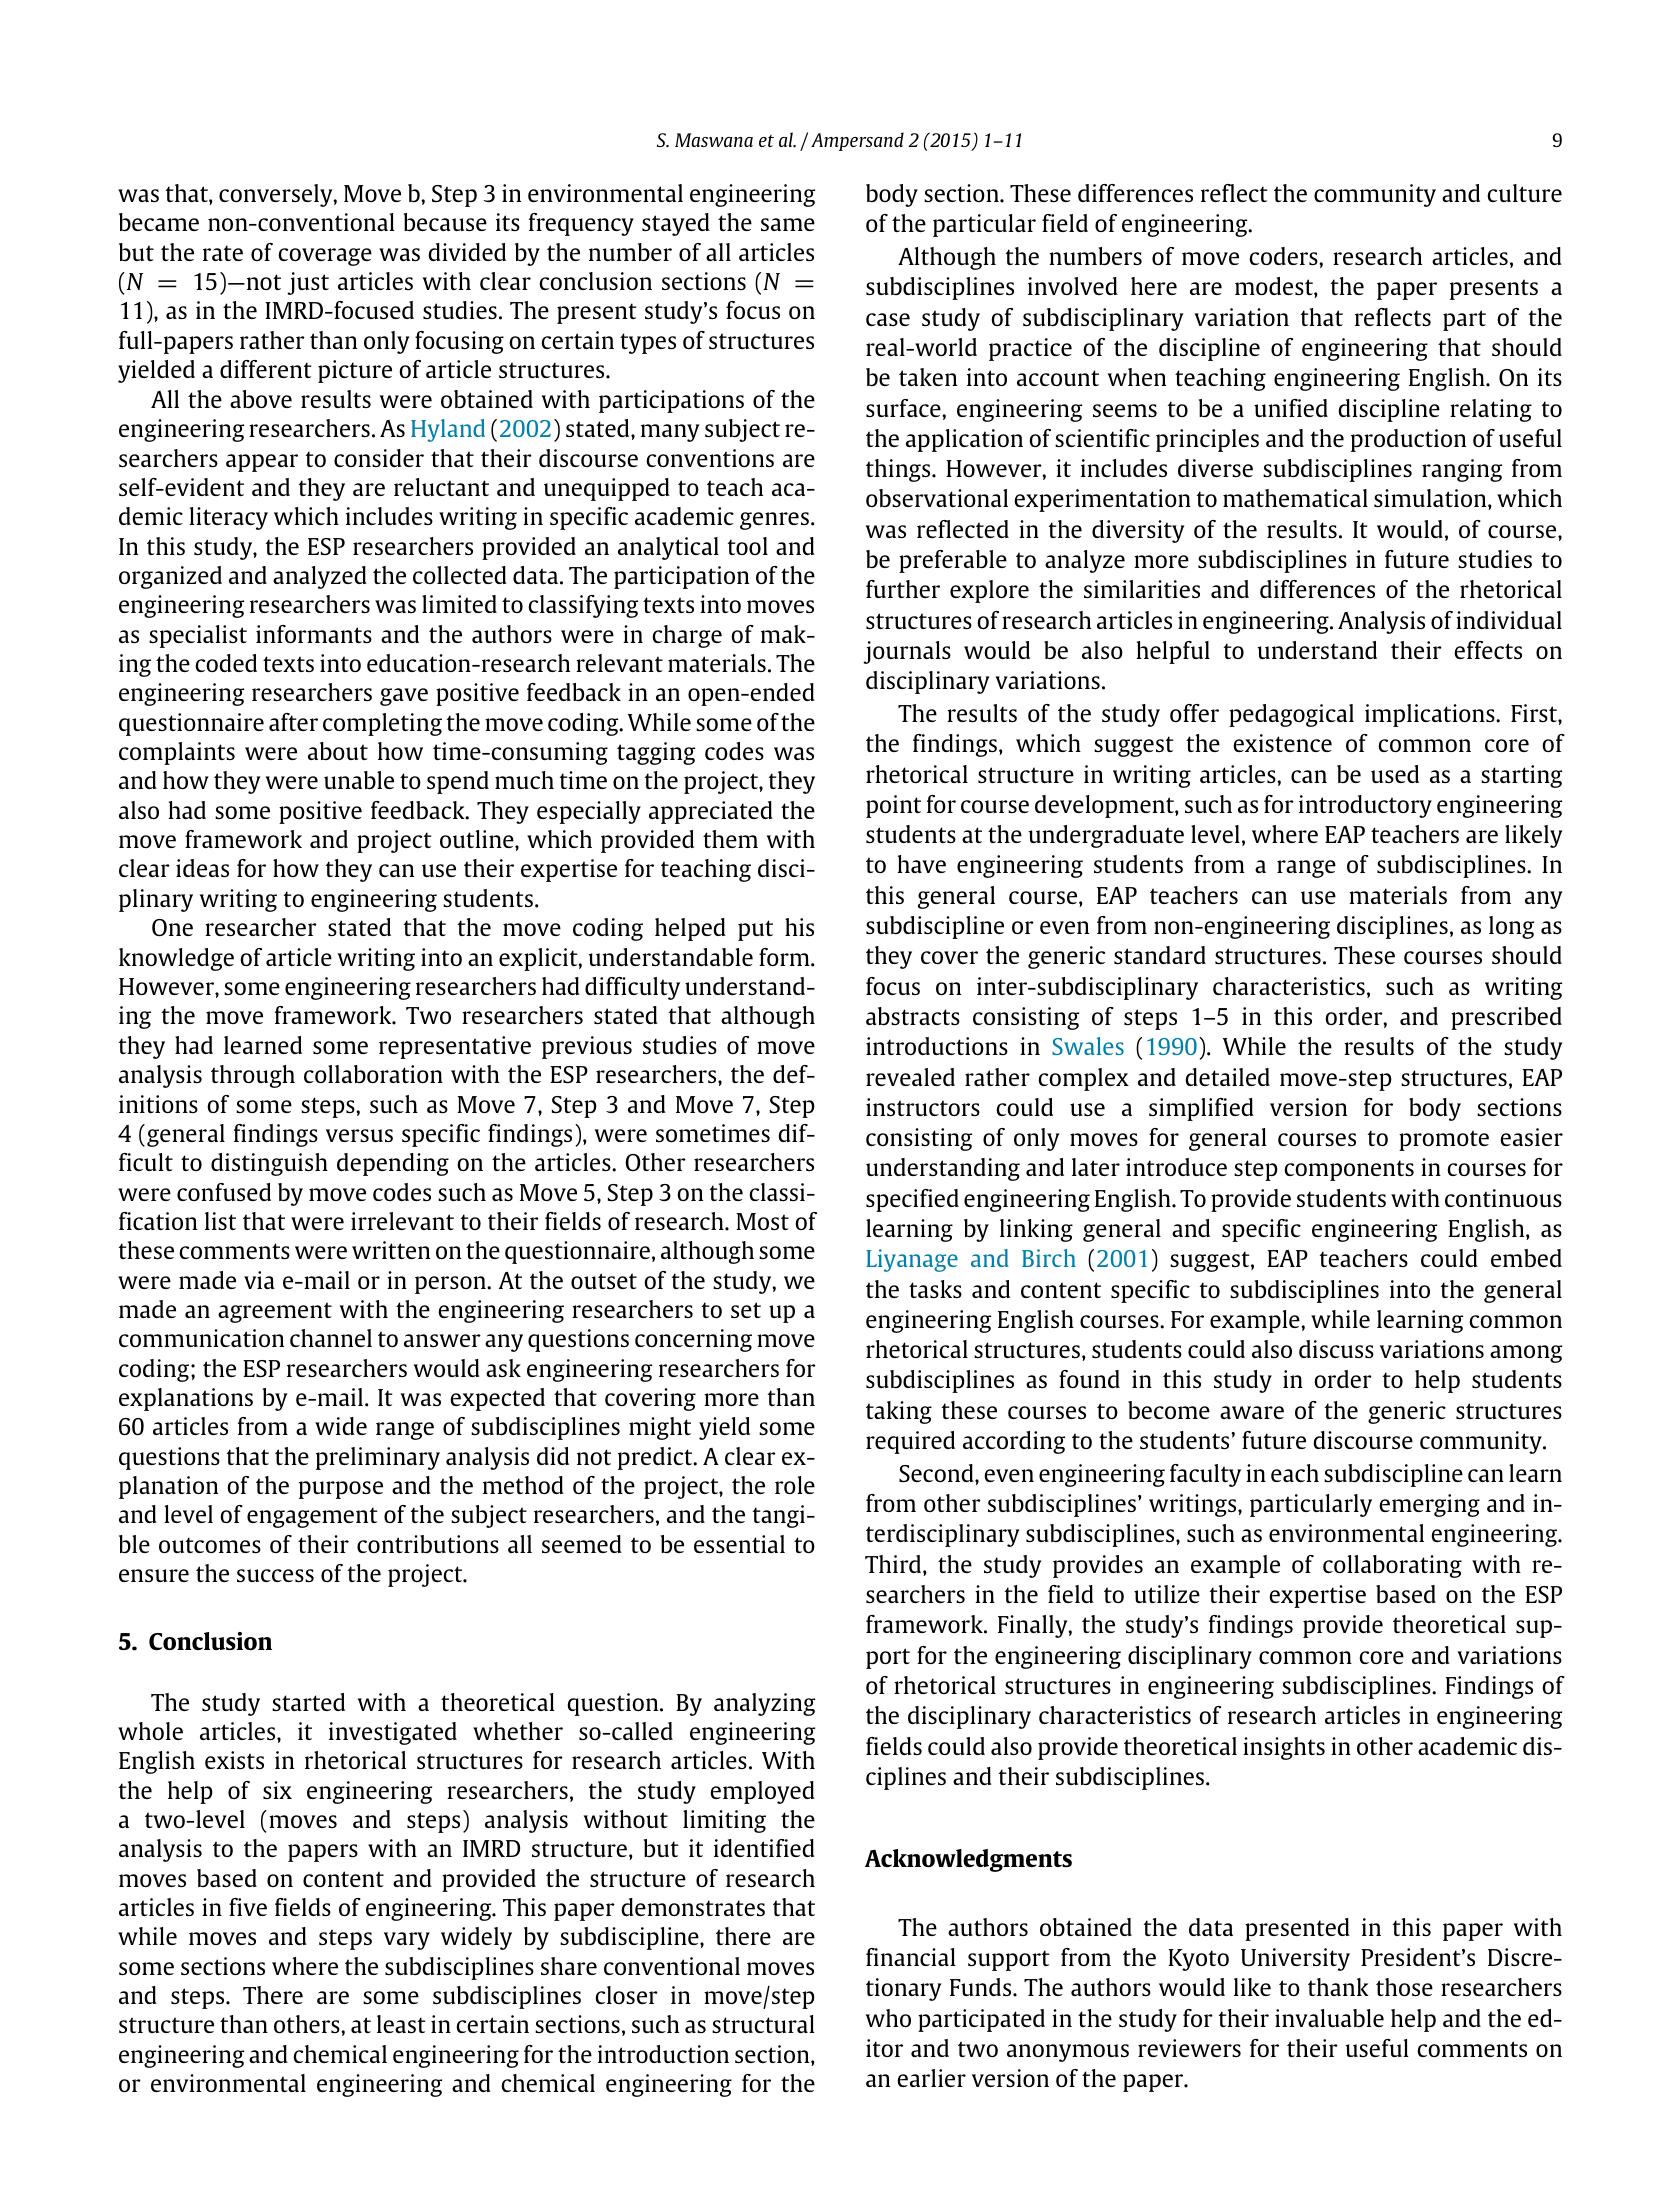 S. Maswana et al. / Ampersand 2 (2015) 1–11
9
was that, conversely, Move b, Step 3 in environmental engineering
became non-conventional because its frequency stayed the same
but the rate of coverage was divided by the number of all articles
(N = 15)—not just articles with clear conclusion sections (N =
11), as in the IMRD-focused studies. The present study's focus on
full-papers rather than only focusing on certain types of structures
yielded a different picture of article structures.
All the above results were obtained with participations of the
engineering researchers. As Hyland (2002) stated, many subject re-
searchers appear to consider that their discourse conventions are
self-evident and they are reluctant and unequipped to teach aca-
demic literacy which includes writing in specific academic genres.
In this study, the ESP researchers provided an analytical tool and
organized and analyzed the collected data. The participation of the
engineering researchers was limited to classifying texts into moves
as specialist informants and the authors were in charge of mak-
ing the coded texts into education-research relevant materials. The
engineering researchers gave positive feedback in an open-ended
questionnaire after completing the move coding. While some of the
complaints were about how time-consuming tagging codes was
and how they were unable to spend much time on the project, they
also had some positive feedback. They especially appreciated the
move framework and project outline, which provided them with
clear ideas for how they can use their expertise for teaching disci-
plinary writing to engineering students.
One researcher stated that the move coding helped put his
knowledge of article writing into an explicit, understandable form.
However, some engineering researchers had difficulty understand-
ing the move framework. Two researchers stated that although
they had learned some representative previous studies of move
analysis through collaboration with the ESP researchers, the def-
initions of some steps, such as Move 7, Step 3 and Move 7, Step
4 (general findings versus specific findings), were sometimes dif-
ficult to distinguish depending on the articles. Other researchers
were confused by move codes such as Move 5, Step 3 on the classi-
fication list that were irrelevant to their fields of research. Most of
these comments were written on the questionnaire, although some
were made via e-mail or in person. At the outset of the study, we
made an agreement with the engineering researchers to set up a
communication channel to answer any questions concerning move
coding; the ESP researchers would ask engineering researchers for
explanations by e-mail. It was expected that covering more than
60 articles from a wide range of subdisciplines might yield some
questions that the preliminary analysis did not predict. A clear ex-
planation of the purpose and the method of the project, the role
and level of engagement of the subject researchers, and the tangi-
ble outcomes of their contributions all seemed to be essential to
ensure the success of the project.
5. Conclusion
The study started with a theoretical question. By analyzing
whole articles, it investigated whether so-called engineering
English exists in rhetorical structures for research articles. With
the help of six engineering researchers, the study employed
a two-level (moves and steps) analysis without limiting the
analysis to the papers with an IMRD structure, but it identified
moves based on content and provided the structure of research
articles in five fields of engineering. This paper demonstrates that
while moves and steps vary widely by subdiscipline, there are
some sections where the subdisciplines share conventional moves
and steps. There are some subdisciplines closer in move/step
structure than others, at least in certain sections, such as structural
engineering and chemical engineering for the introduction section,
or environmental engineering and chemical engineering for the
body section. These differences reflect the community and culture
of the particular field of engineering.
Although the numbers of move coders, research articles, and
subdisciplines involved here are modest, the paper presents a
case study of subdisciplinary variation that reflects part of the
real-world practice of the discipline of engineering that should
be taken into account when teaching engineering English. On its
surface, engineering seems to be a unified discipline relating to
the application of scientific principles and the production of useful
things. However, it includes diverse subdisciplines ranging from
observational experimentation to mathematical simulation, which
was reflected in the diversity of the results. It would, of course,
be preferable to analyze more subdisciplines in future studies to
further explore the similarities and differences of the rhetorical
structures of research articles in engineering. Analysis of individual
journals would be also helpful to understand their effects on
disciplinary variations.
The results of the study offer pedagogical implications. First,
the findings, which suggest the existence of common core of
rhetorical structure in writing articles, can be used as a starting
point for course development, such as for introductory engineering
students at the undergraduate level, where EAP teachers are likely
to have engineering students from a range of subdisciplines. In
this general course, EAP teachers can use materials from any
subdiscipline or even from non-engineering disciplines, as long as
they cover the generic standard structures. These courses should
focus on inter-subdisciplinary characteristics, such as writing
abstracts consisting of steps 1–5 in this order, and prescribed
introductions in Swales (1990). While the results of the study
revealed rather complex and detailed move-step structures, EAP
instructors could use a simplified version for body sections
consisting of only moves for general courses to promote easier
understanding and later introduce step components in courses for
specified engineering English. To provide students with continuous
learning by linking general and specific engineering English, as
Liyanage and Birch (2001) suggest, EAP teachers could embed
the tasks and content specific to subdisciplines into the general
engineering English courses. For example, while learning common
rhetorical structures, students could also discuss variations among
subdisciplines as found in this study in order to help students
taking these courses to become aware of the generic structures
required according to the students' future discourse community.
Second, even engineering faculty in each subdiscipline can learn
from other subdisciplines' writings, particularly emerging and in-
terdisciplinary subdisciplines, such as environmental engineering.
Third, the study provides an example of collaborating with re-
searchers in the field to utilize their expertise based on the ESP
framework. Finally, the study's findings provide theoretical sup-
port for the engineering disciplinary common core and variations
of rhetorical structures in engineering subdisciplines. Findings of
the disciplinary characteristics of research articles in engineering
fields could also provide theoretical insights in other academic dis-
ciplines and their subdisciplines.
Acknowledgments
The authors obtained the data presented in this paper with
financial support from the Kyoto University President's Discre-
tionary Funds. The authors would like to thank those researchers
who participated in the study for their invaluable help and the ed-
itor and two anonymous reviewers for their useful comments on
an earlier version of the paper.